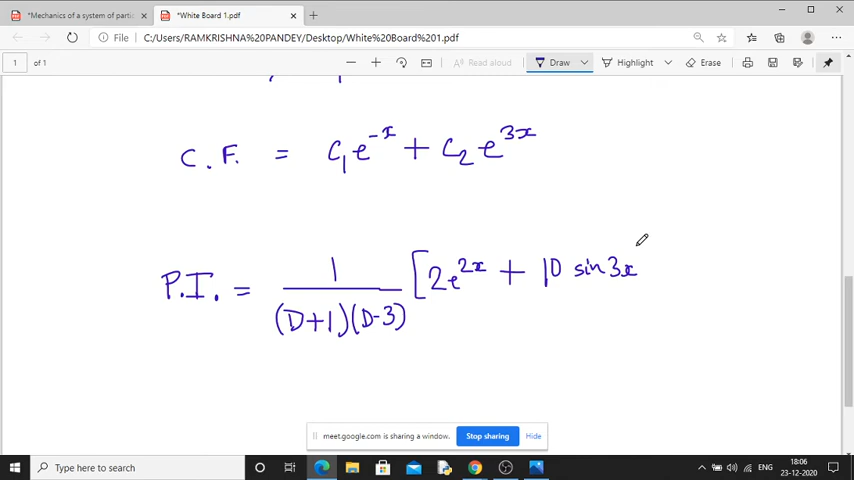 *Mechanics of a system of parti
*White Board 1.pdf
File C:/Users/RAMKRISHNA%20PANDEY/Desktop/White%20Board%201.pdf
1 of 1
Read aloud
Draw
Highlight
Erase
C.F. = C₁e^{-x} + C₂e^{3x}
P.I. = 1/((D+1)(D-3)) [2e^{2x} + 10 sin3x
meet.google.com is sharing a window. Stop sharing Hide
Type here to search
ENG
18:06
23-12-2020